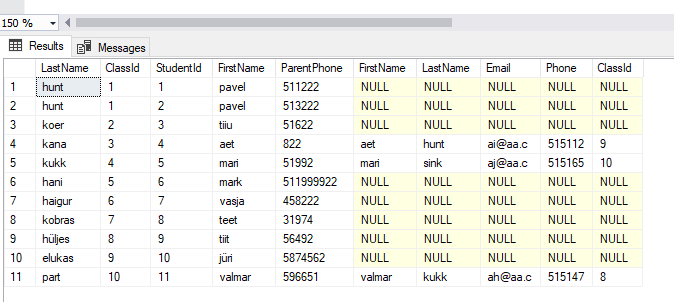 150 %
Results Messages
LastName ClassId StudentId FirstName ParentPhone FirstName LastName Email Phone ClassId
1 hunt 1 1 pavel 511222 NULL NULL NULL NULL NULL
2 hunt 1 2 pavel 513222 NULL NULL NULL NULL NULL
3 koer 2 3 tiiu 51622 NULL NULL NULL NULL NULL
4 kana 3 4 aet 822 aet hunt ai@aa.c 515112 9
5 kukk 4 5 mari 51992 mari sink aj@aa.c 515165 10
6 hani 5 6 mark 511999922 NULL NULL NULL NULL NULL
7 haigur 6 7 vasja 458222 NULL NULL NULL NULL NULL
8 kobras 7 8 teet 31974 NULL NULL NULL NULL NULL
9 hüljes 8 9 tiit 56492 NULL NULL NULL NULL NULL
10 elukas 9 10 jüri 5874562 NULL NULL NULL NULL NULL
11 part 10 11 valmar 596651 valmar kukk ah@aa.c 515147 8